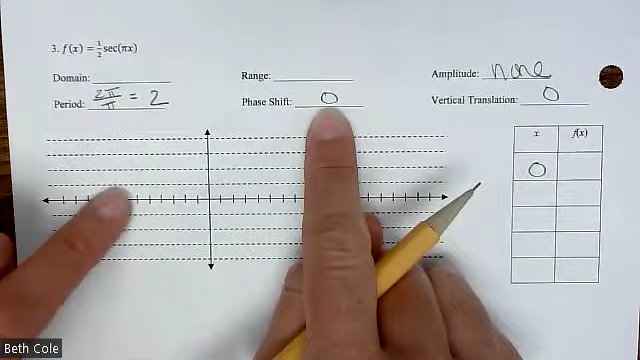 3. f(x) = 1/2 sec(πx)
Domain: Range: Amplitude: none
Period: 2π/π = 2 Phase Shift: 0 Vertical Translation: 0
x f(x)
0
Beth Cole